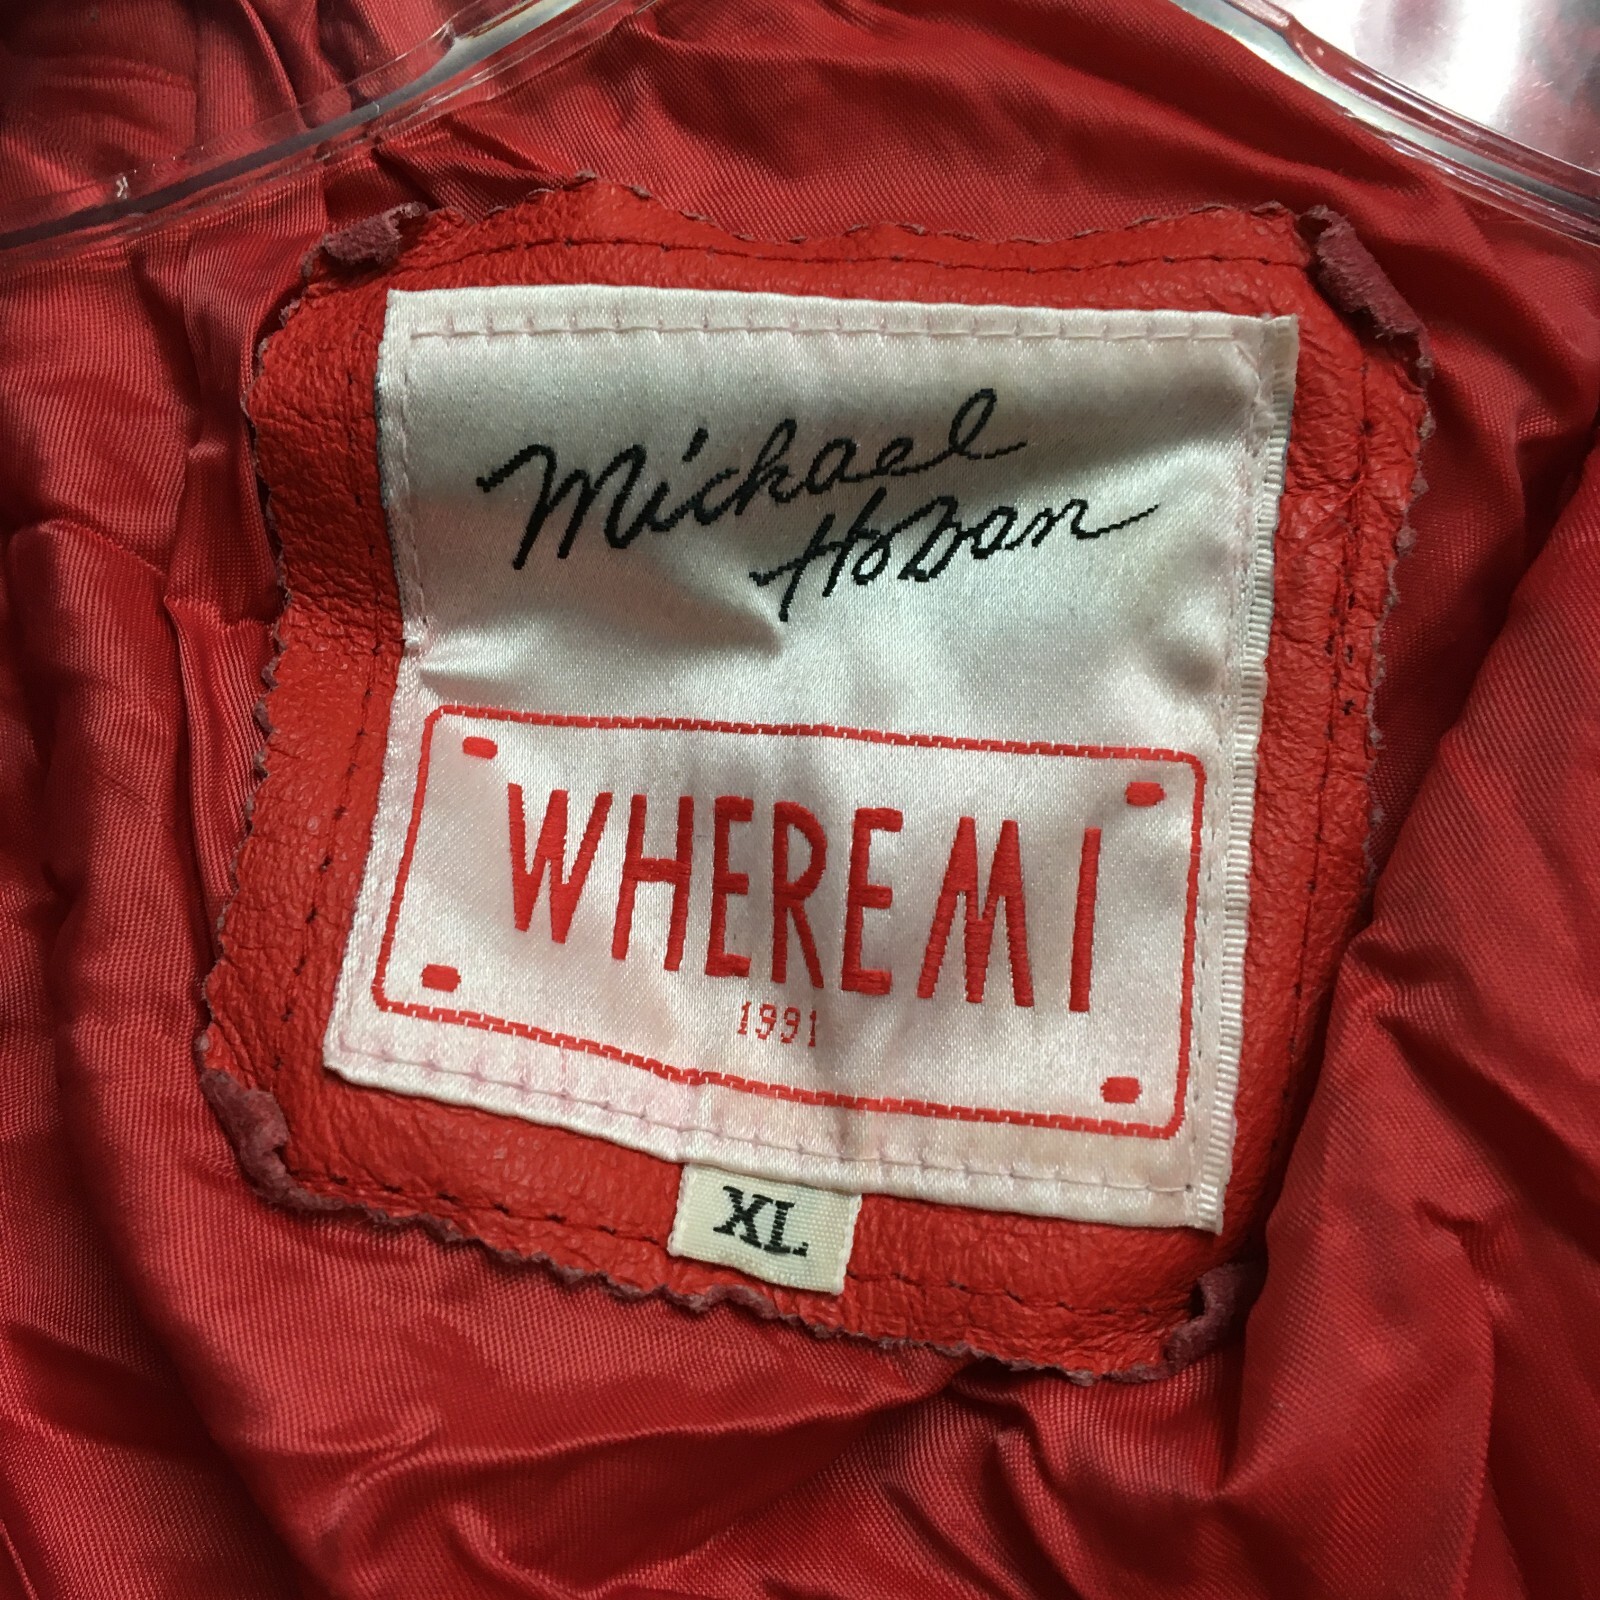 Michael
Hoban
WHEREMI
1991
XL